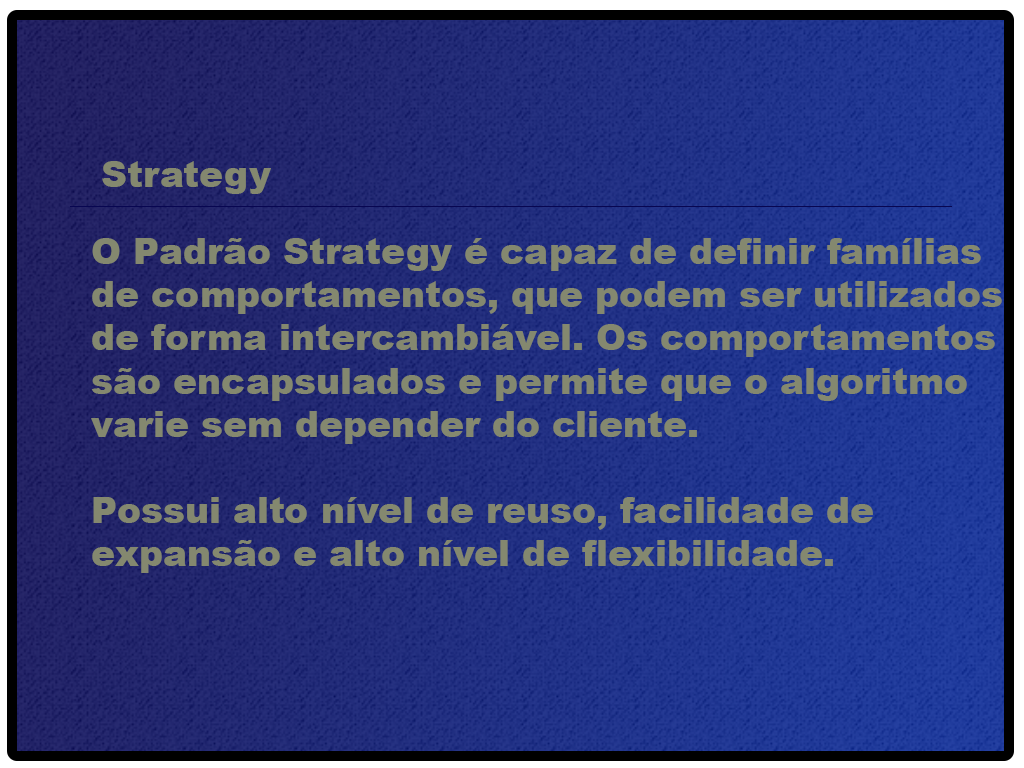 Strategy
O Padrão Strategy é capaz de definir famílias
de comportamentos, que podem ser utilizados
de forma intercambiável. Os comportamentos
são encapsulados e permite que o algoritmo
varie sem depender do cliente.
Possui alto nível de reuso, facilidade de
expansão e alto nível de flexibilidade.